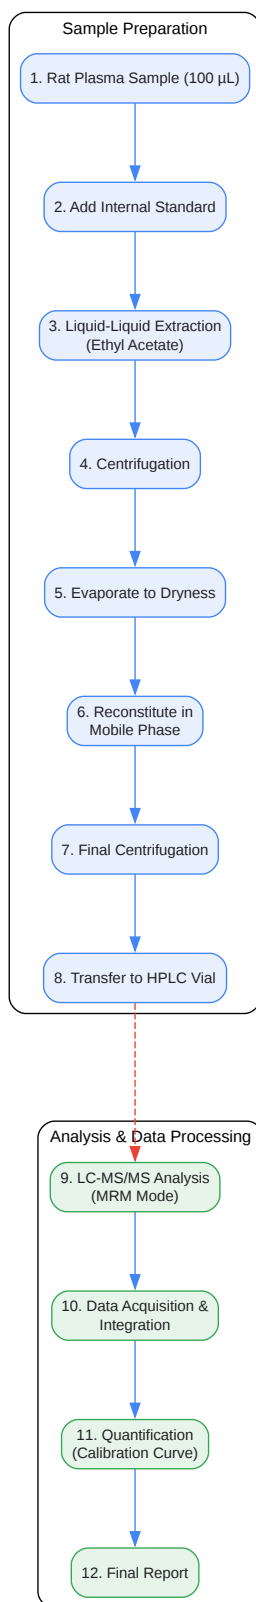 Sample Preparation
1. Rat Plasma Sample (100 µL)
2. Add Internal Standard
3. Liquid-Liquid Extraction
(Ethyl Acetate)
4. Centrifugation
5. Evaporate to Dryness
6. Reconstitute in
Mobile Phase
7. Final Centrifugation
8. Transfer to HPLC Vial
Analysis & Data Processing
9. LC-MS/MS Analysis
(MRM Mode)
10. Data Acquisition &
Integration
11. Quantification
(Calibration Curve)
12. Final Report